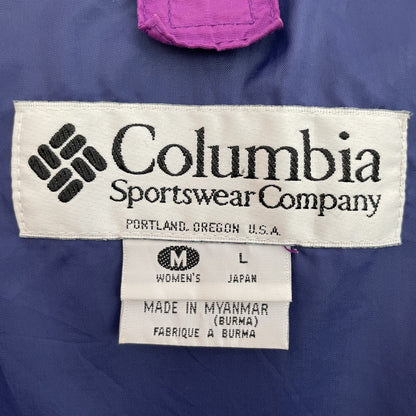 Columbia
Sportswear Company
PORTLAND, OREGON U.S.A.
M L
WOMEN'S JAPAN
MADE IN MYANMAR
(BURMA)
FABRIQUE A BURMA